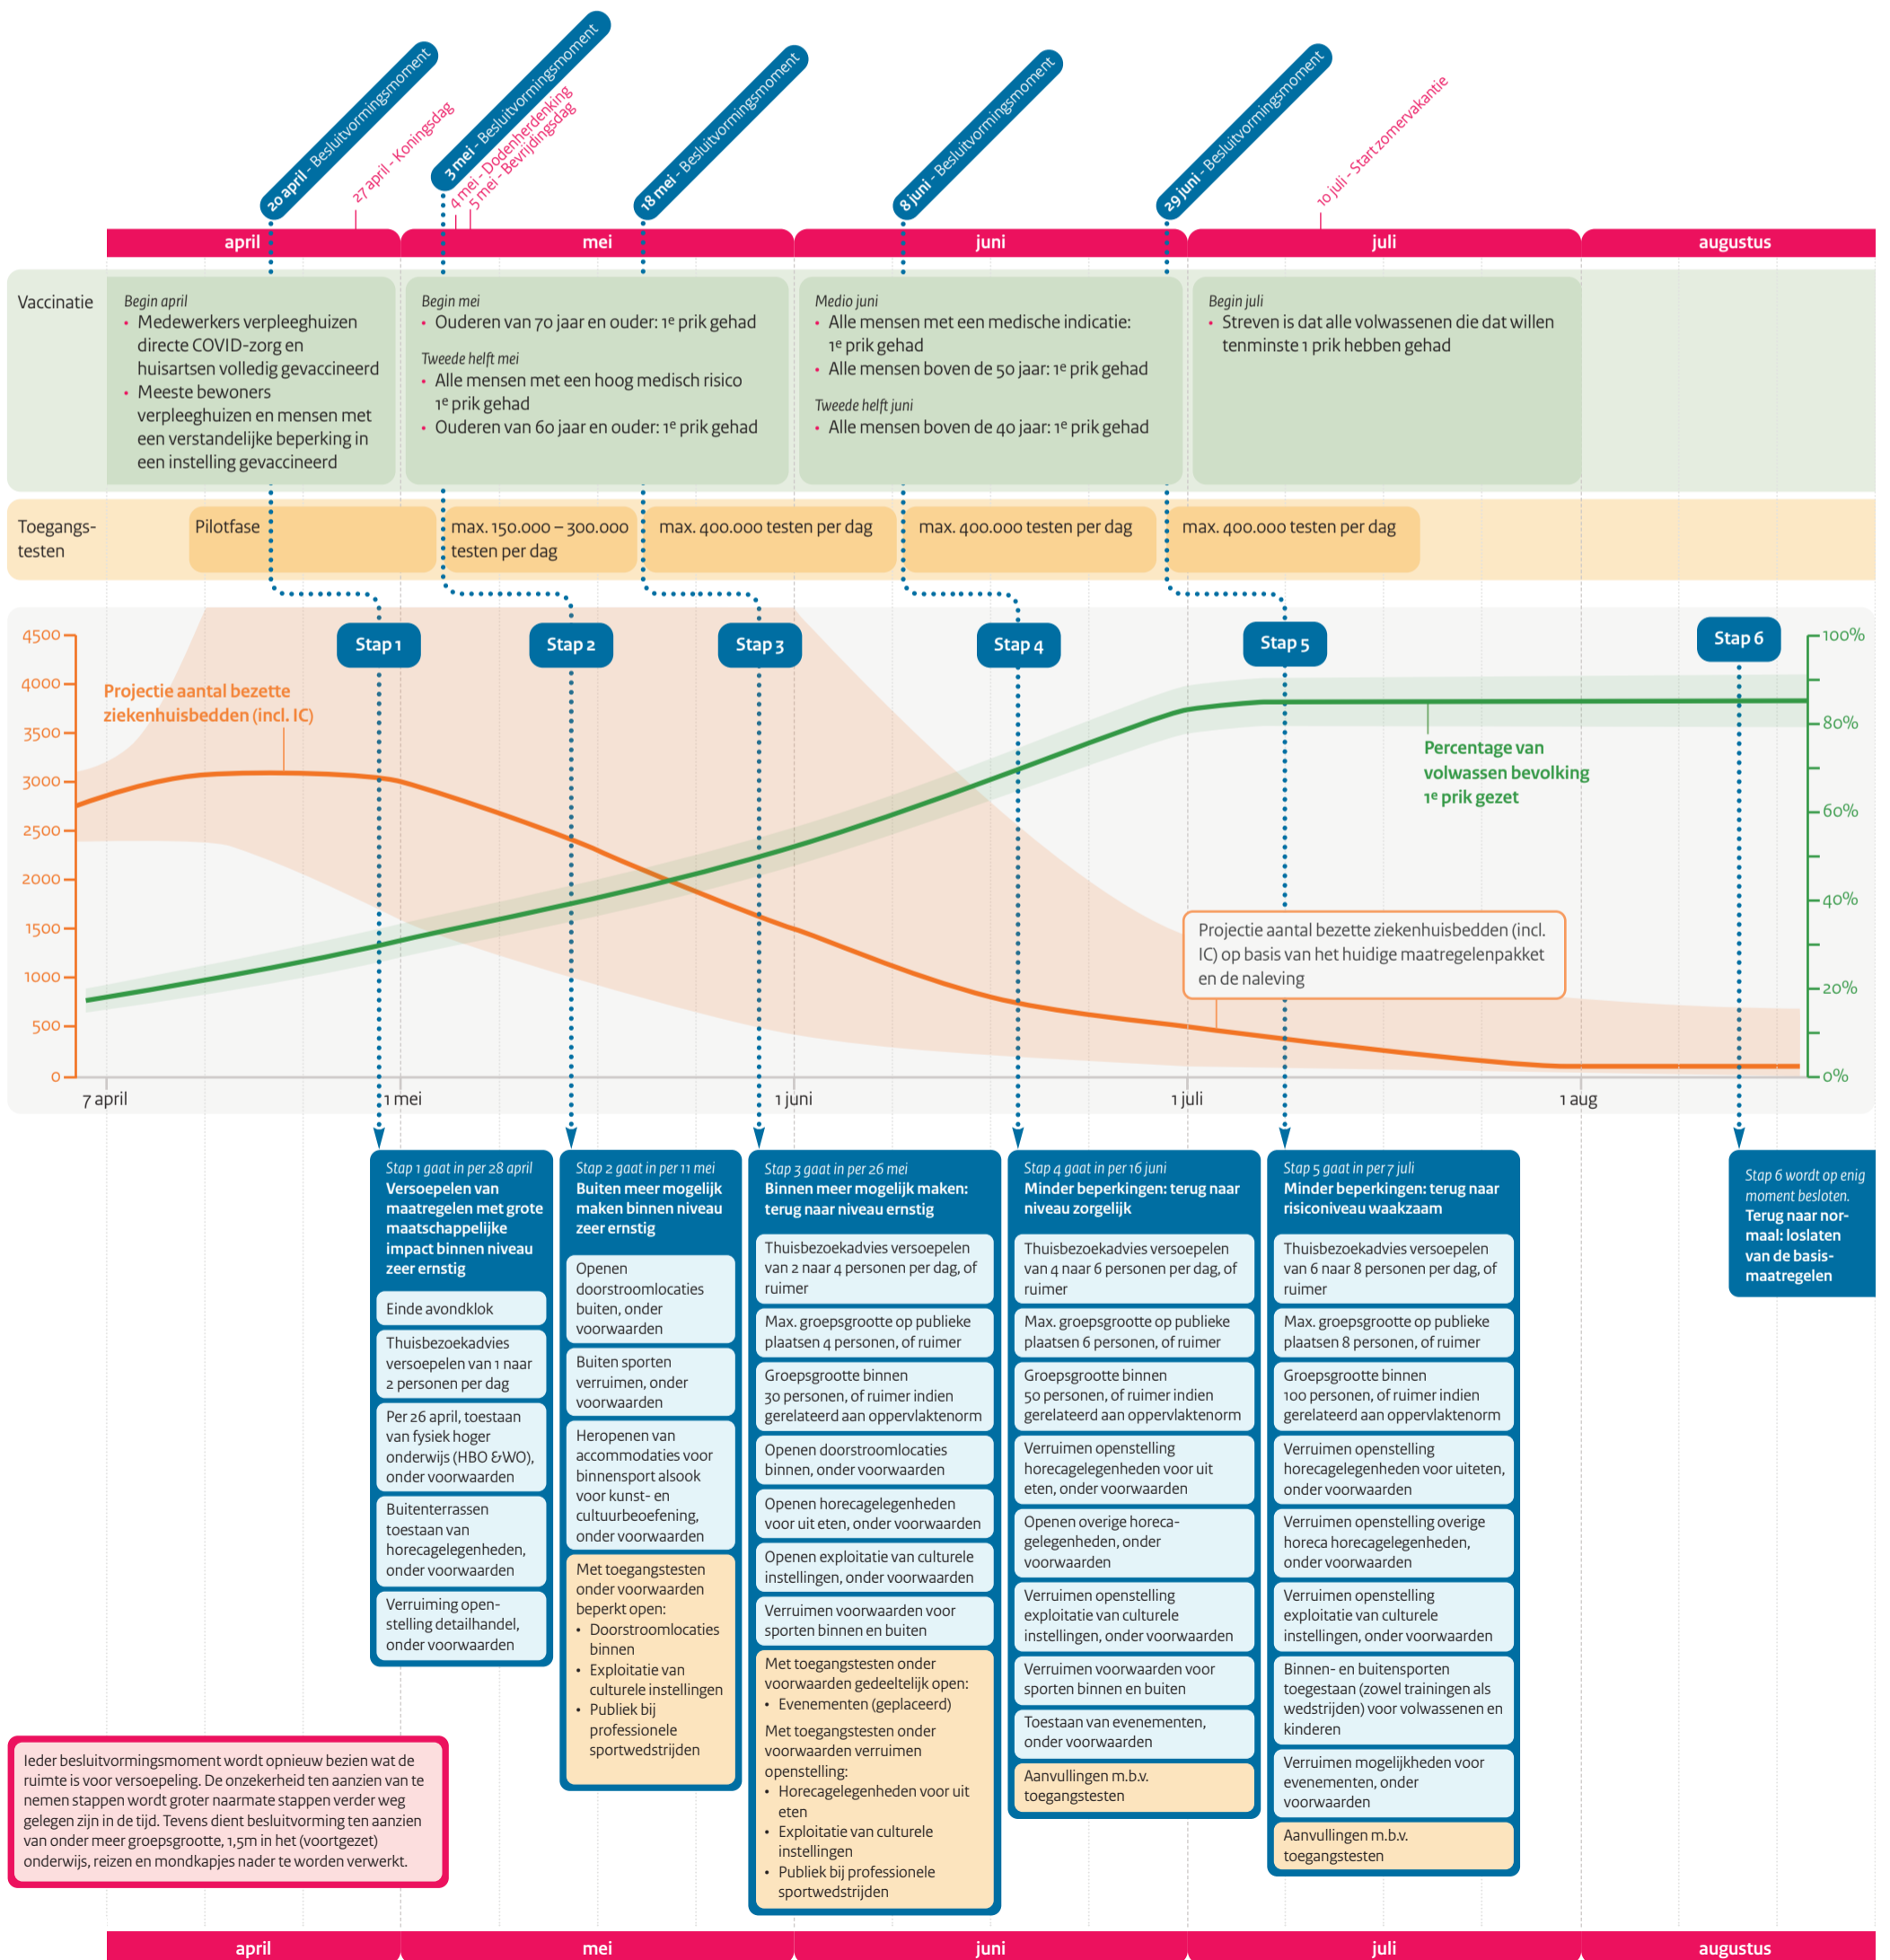 20 april - Besluitvormingsmoment
27 april - Koningsdag
3 mei - Besluitvormingsmoment
4 mei - Dodenherdenking
5 mei - Bevrijdingsdag
18 mei - Besluitvormingsmoment
8 juni - Besluitvormingsmoment
29 juni - Besluitvormingsmoment
10 juli - Start zomervakantie
april
mei
juni
juli
augustus
Vaccinatie
Begin april
• Medewerkers verpleeghuizen
directe COVID-zorg en
huisartsen volledig gevaccineerd
• Meeste bewoners
verpleeghuizen en mensen met
een verstandelijke beperking in
een instelling gevaccineerd
Begin mei
• Ouderen van 70 jaar en ouder: 1e prik gehad
Tweede helft mei
• Alle mensen met een hoog medisch risico
1e prik gehad
• Ouderen van 60 jaar en ouder: 1e prik gehad
Medio juni
• Alle mensen met een medische indicatie:
1e prik gehad
• Alle mensen boven de 50 jaar: 1e prik gehad
Tweede helft juni
• Alle mensen boven de 40 jaar: 1e prik gehad
Begin juli
• Streven is dat alle volwassenen die dat willen
tenminste 1 prik hebben gehad
Toegangs-
testen
Pilotfase
max. 150.000 – 300.000
testen per dag
max. 400.000 testen per dag
max. 400.000 testen per dag
max. 400.000 testen per dag
Stap 1
Stap 2
Stap 3
Stap 4
Stap 5
Stap 6
4500
4000
3500
3000
2500
2000
1500
1000
500
0
Projectie aantal bezette
ziekenhuisbedden (incl. IC)
100%
80%
60%
40%
20%
0%
Percentage van
volwassen bevolking
1e prik gezet
Projectie aantal bezette ziekenhuisbedden (incl.
IC) op basis van het huidige maatregelenpakket
en de naleving
7 april
1 mei
1 juni
1 juli
1 aug
Stap 1 gaat in per 28 april
Versoepelen van
maatregelen met grote
maatschappelijke
impact binnen niveau
zeer ernstig
Einde avondklok
Thuisbezoekadvies
versoepelen van 1 naar
2 personen per dag
Per 26 april, toestaan
van fysiek hoger
onderwijs (HBO &WO),
onder voorwaarden
Buitenterrassen
toestaan van
horecagelegenheden,
onder voorwaarden
Verruiming open-
stelling detailhandel,
onder voorwaarden
Stap 2 gaat in per 11 mei
Buiten meer mogelijk
maken binnen niveau
zeer ernstig
Openen
doorstroomlocaties
buiten, onder
voorwaarden
Buiten sporten
verruimen, onder
voorwaarden
Heropenen van
accommodaties voor
binnensport alsook
voor kunst- en
cultuurbeoefening,
onder voorwaarden
Met toegangstesten
onder voorwaarden
beperkt open:
• Doorstroomlocaties
binnen
• Exploitatie van
culturele instellingen
• Publiek bij
professionele
sportwedstrijden
Stap 3 gaat in per 26 mei
Binnen meer mogelijk maken:
terug naar niveau ernstig
Thuisbezoekadvies versoepelen
van 2 naar 4 personen per dag, of
ruimer
Max. groepsgrootte op publieke
plaatsen 4 personen, of ruimer
Groepsgrootte binnen
30 personen, of ruimer indien
gerelateerd aan oppervlaktenorm
Openen doorstroomlocaties
binnen, onder voorwaarden
Openen horecagelegenheden
voor uit eten, onder voorwaarden
Openen exploitatie van culturele
instellingen, onder voorwaarden
Verruimen voorwaarden voor
sporten binnen en buiten
Met toegangstesten onder
voorwaarden gedeeltelijk open:
• Evenementen (geplaceerd)
Met toegangstesten onder
voorwaarden verruimen
openstelling:
• Horecagelegenheden voor uit
eten
• Exploitatie van culturele
instellingen
• Publiek bij professionele
sportwedstrijden
Stap 4 gaat in per 16 juni
Minder beperkingen: terug naar
niveau zorgelijk
Thuisbezoekadvies versoepelen
van 4 naar 6 personen per dag, of
ruimer
Max. groepsgrootte op publieke
plaatsen 6 personen, of ruimer
Groepsgrootte binnen
50 personen, of ruimer indien
gerelateerd aan oppervlaktenorm
Verruimen openstelling
horecagelegenheden voor uit
eten, onder voorwaarden
Openen overige horeca-
gelegenheden, onder
voorwaarden
Verruimen openstelling
exploitatie van culturele
instellingen, onder voorwaarden
Verruimen voorwaarden voor
sporten binnen en buiten
Toestaan van evenementen,
onder voorwaarden
Aanvullingen m.b.v.
toegangstesten
Stap 5 gaat in per 7 juli
Minder beperkingen: terug naar
risiconiveau waakzaam
Thuisbezoekadvies versoepelen
van 6 naar 8 personen per dag, of
ruimer
Max. groepsgrootte op publieke
plaatsen 8 personen, of ruimer
Groepsgrootte binnen
100 personen, of ruimer indien
gerelateerd aan oppervlaktenorm
Verruimen openstelling
horecagelegenheden voor uiteten,
onder voorwaarden
Verruimen openstelling overige
horeca horecagelegenheden,
onder voorwaarden
Verruimen openstelling
exploitatie van culturele
instellingen, onder voorwaarden
Binnen- en buitensporten
toegestaan (zowel trainingen als
wedstrijden) voor volwassenen en
kinderen
Verruimen mogelijkheden voor
evenementen, onder
voorwaarden
Aanvullingen m.b.v.
toegangstesten
Stap 6 wordt op enig
moment besloten.
Terug naar nor-
maal: loslaten
van de basis-
maatregelen
Ieder besluitvormingsmoment wordt opnieuw bezien wat de
ruimte is voor versoepeling. De onzekerheid ten aanzien van te
nemen stappen wordt groter naarmate stappen verder weg
gelegen zijn in de tijd. Tevens dient besluitvorming ten aanzien
van onder meer groepsgrootte, 1,5m in het (voortgezet)
onderwijs, reizen en mondkapjes nader te worden verwerkt.
april
mei
juni
juli
augustus